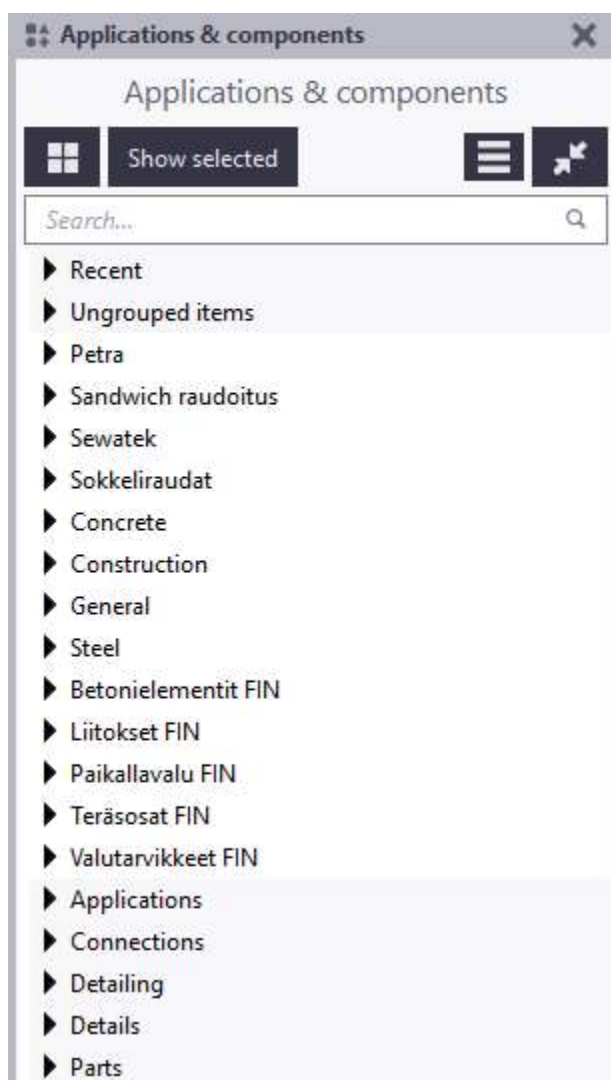 Applications & components
Applications & components
Show selected
Search...
Recent
Ungrouped items
Petra
Sandwich raudoitus
Sewatek
Sokkeliraudat
Concrete
Construction
General
Steel
Betonielementit FIN
Liitokset FIN
Paikallavalu FIN
Teräsosat FIN
Valutarvikkeet FIN
Applications
Connections
Detailing
Details
Parts